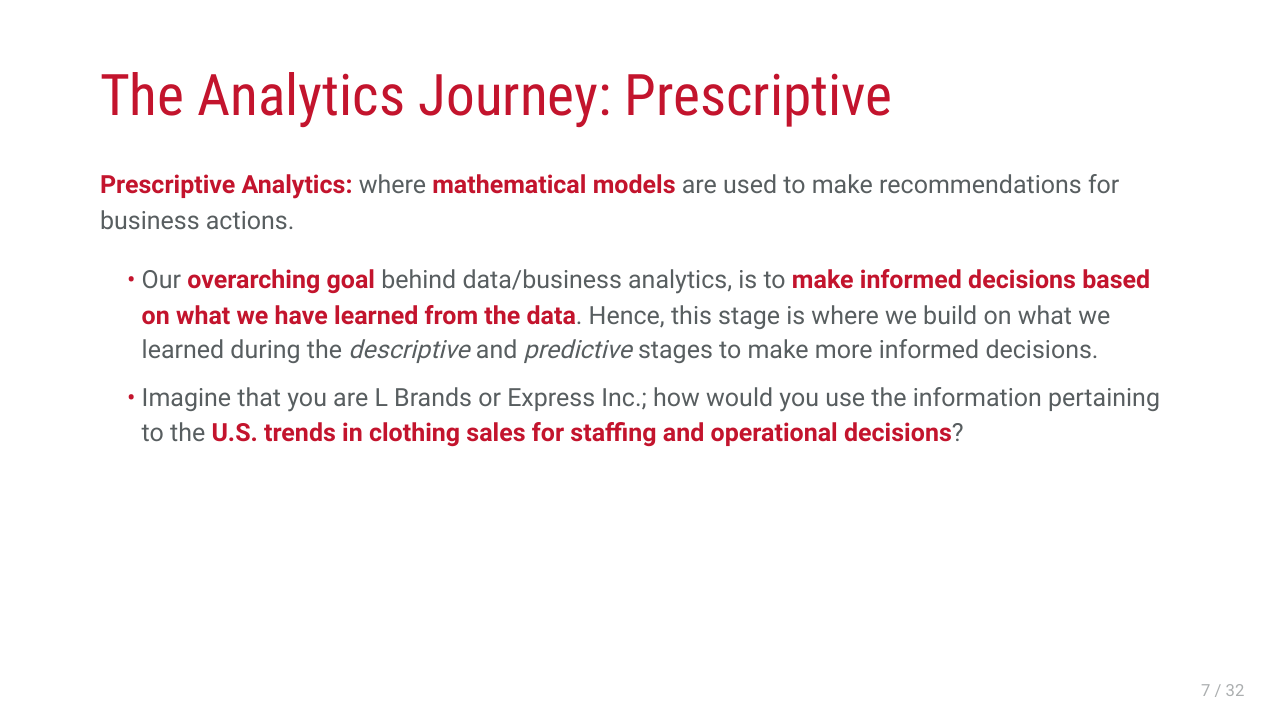 The Analytics Journey: Prescriptive
Prescriptive Analytics: where mathematical models are used to make recommendations for
business actions.
• Our overarching goal behind data/business analytics, is to make informed decisions based
on what we have learned from the data. Hence, this stage is where we build on what we
learned during the descriptive and predictive stages to make more informed decisions.
• Imagine that you are L Brands or Express Inc.; how would you use the information pertaining
to the U.S. trends in clothing sales for staffing and operational decisions?
7 / 32